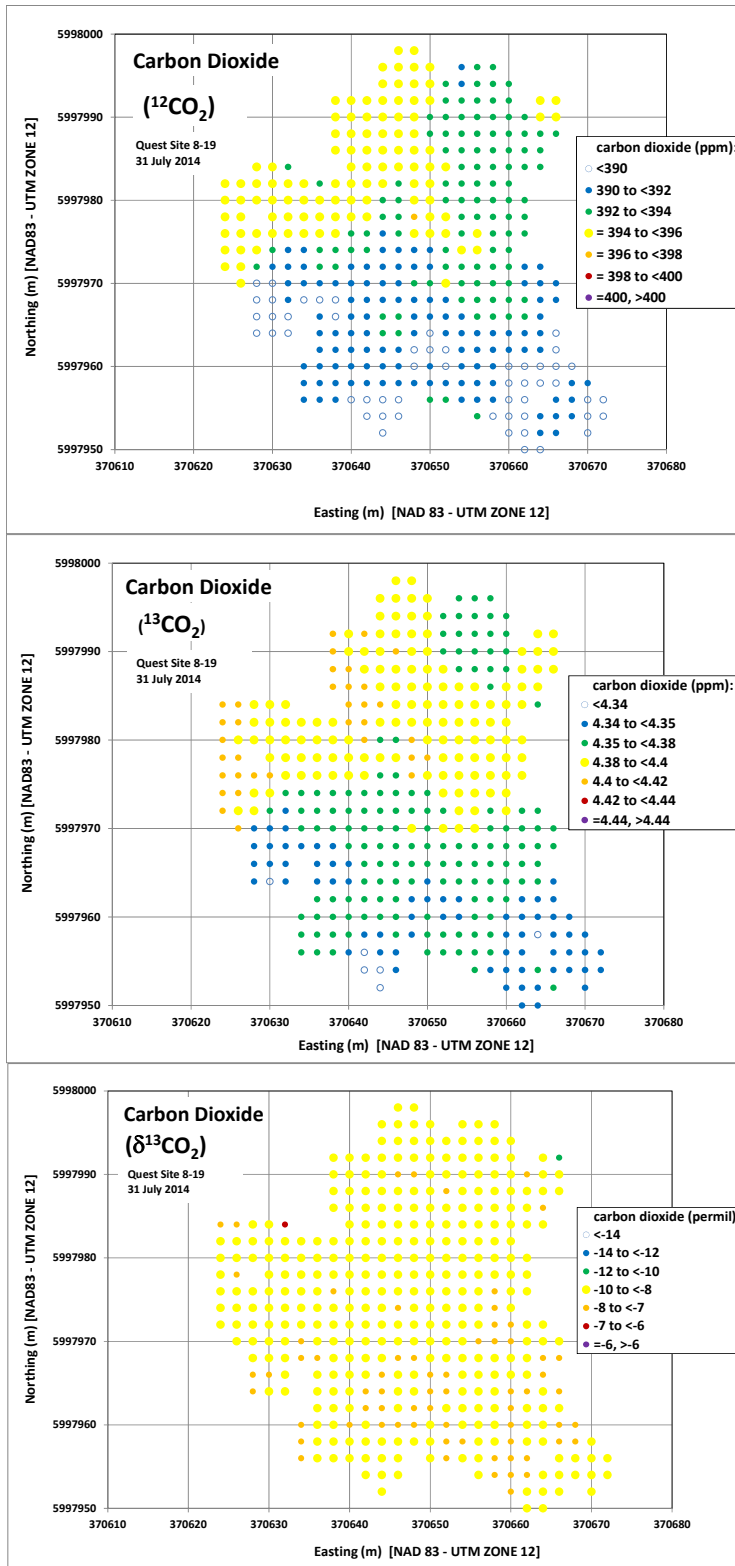 Carbon Dioxide
(¹²CO₂)
Quest Site 8-19
31 July 2014
Northing (m) [NAD83 - UTM ZONE 12]
5998000
5997990
5997980
5997970
5997960
5997950
370610 370620 370630 370640 370650 370660 370670 370680
Easting (m) [NAD 83 - UTM ZONE 12]
carbon dioxide (ppm):
<390
390 to <392
392 to <394
= 394 to <396
= 396 to <398
= 398 to <400
=400, >400
Carbon Dioxide
(¹³CO₂)
Quest Site 8-19
31 July 2014
Northing (m) [NAD83 - UTM ZONE 12]
5998000
5997990
5997980
5997970
5997960
5997950
370610 370620 370630 370640 370650 370660 370670 370680
Easting (m) [NAD 83 - UTM ZONE 12]
carbon dioxide (ppm):
<4.34
4.34 to <4.35
4.35 to <4.38
4.38 to <4.4
4.4 to <4.42
4.42 to <4.44
=4.44, >4.44
Carbon Dioxide
(δ¹³CO₂)
Quest Site 8-19
31 July 2014
Northing (m) [NAD83 - UTM ZONE 12]
5998000
5997990
5997980
5997970
5997960
5997950
370610 370620 370630 370640 370650 370660 370670 370680
Easting (m) [NAD 83 - UTM ZONE 12]
carbon dioxide (permil)
<-14
-14 to <-12
-12 to <-10
-10 to <-8
-8 to <-7
-7 to <-6
=-6, >-6